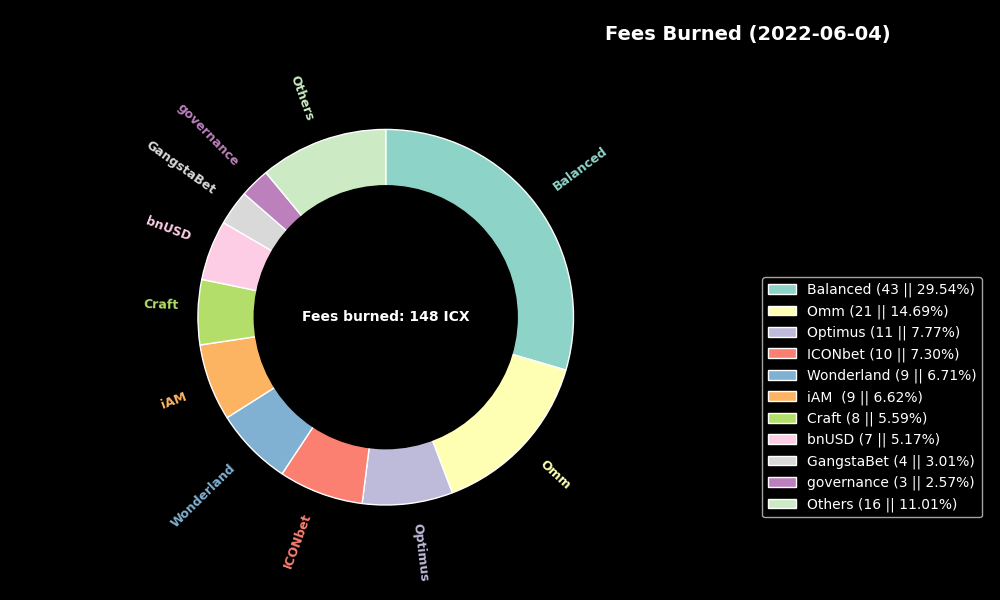 Fees Burned (2022-06-04)
Others
governance
GangstaBet
bnUSD
Craft
iAM
Wonderland
ICONbet
Optimus
Omm
Balanced
Fees burned: 148 ICX
Balanced (43 || 29.54%)
Omm (21 || 14.69%)
Optimus (11 || 7.77%)
ICONbet (10 || 7.30%)
Wonderland (9 || 6.71%)
iAM  (9 || 6.62%)
Craft (8 || 5.59%)
bnUSD (7 || 5.17%)
GangstaBet (4 || 3.01%)
governance (3 || 2.57%)
Others (16 || 11.01%)